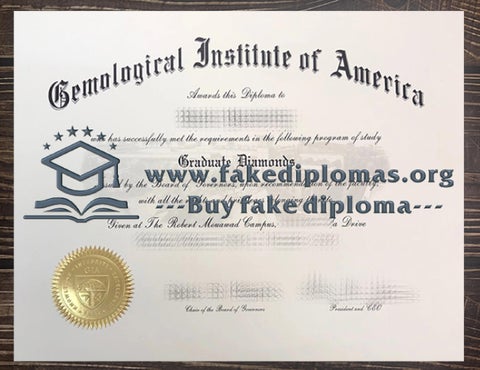 Gemological Institute of America
Awards this Diploma to
who has successfully met the requirements in the following program of study
Graduate Diamonds
www.fakediplomas.org
by the Board of Governors, upon recommendation of the faculty,
---Buy fake diploma---
with all the
Given at The Robert Mouawad Campus, Drive
GIA
Chair of the Board of Governors
President and CEO